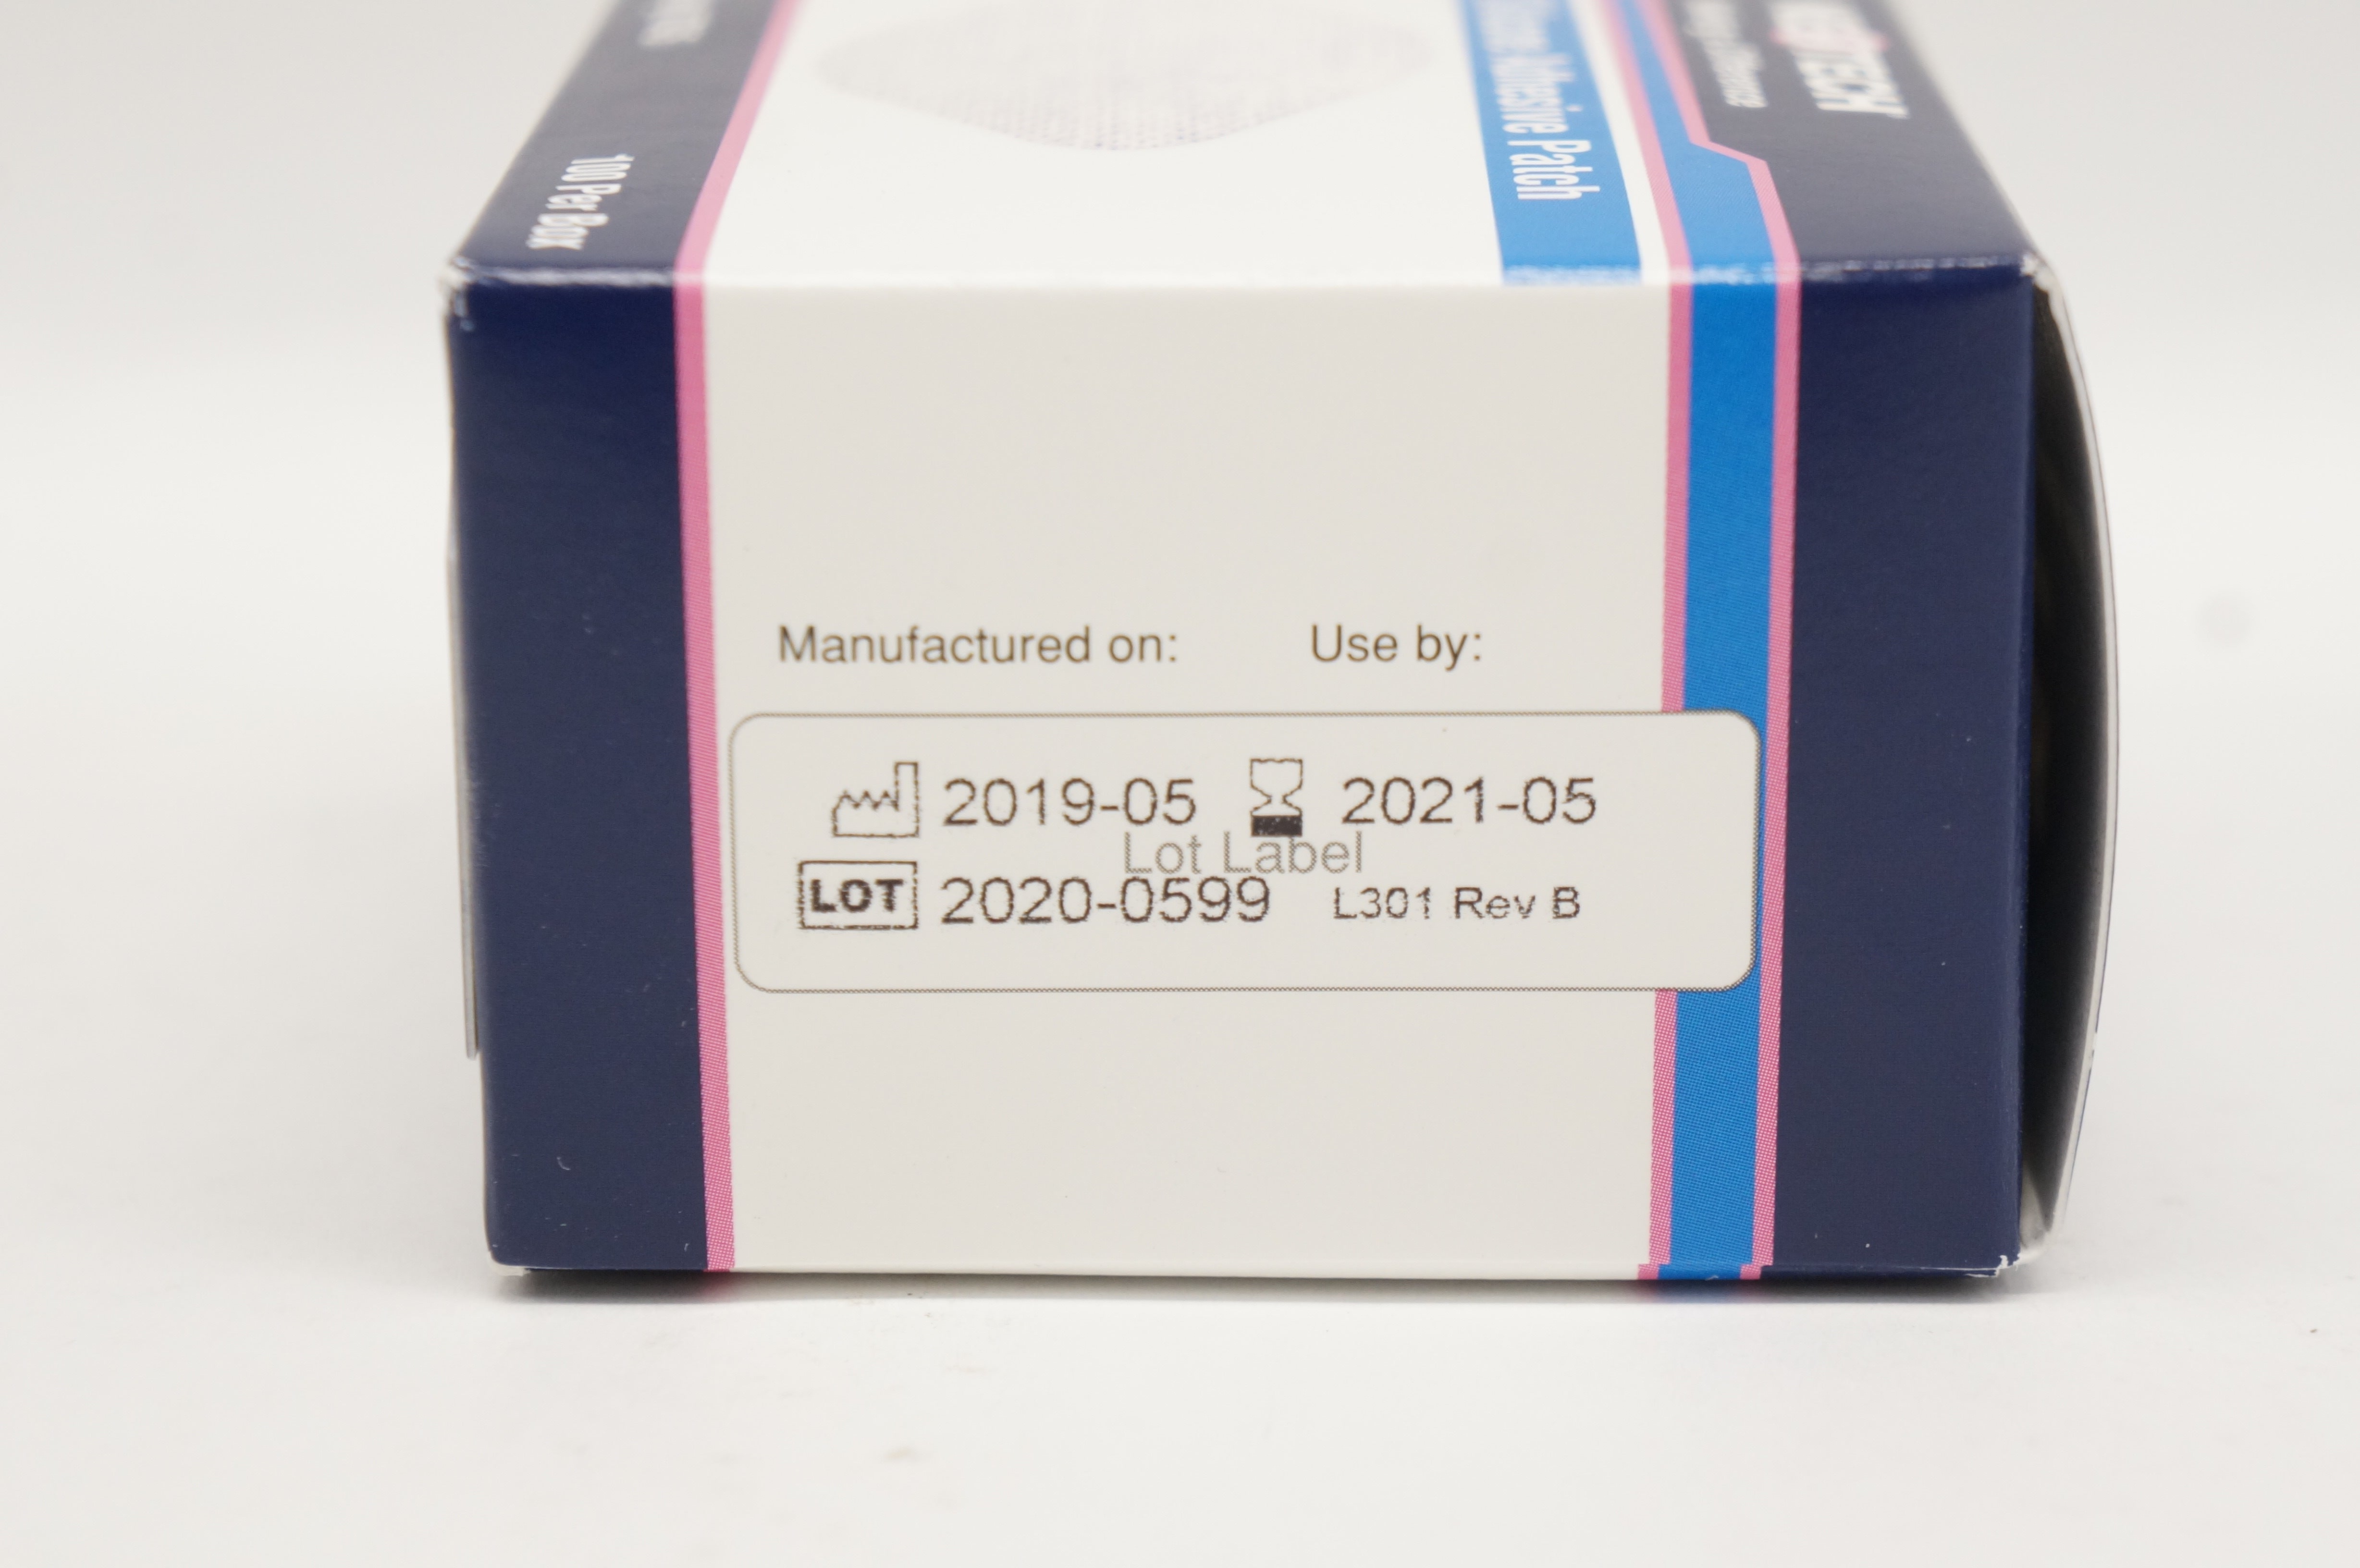 100 Per Box
Adhesive Patch
TECH
Manufactured on: Use by:
2019-05 2021-05
Lot Label
LOT 2020-0599 L301 Rev B